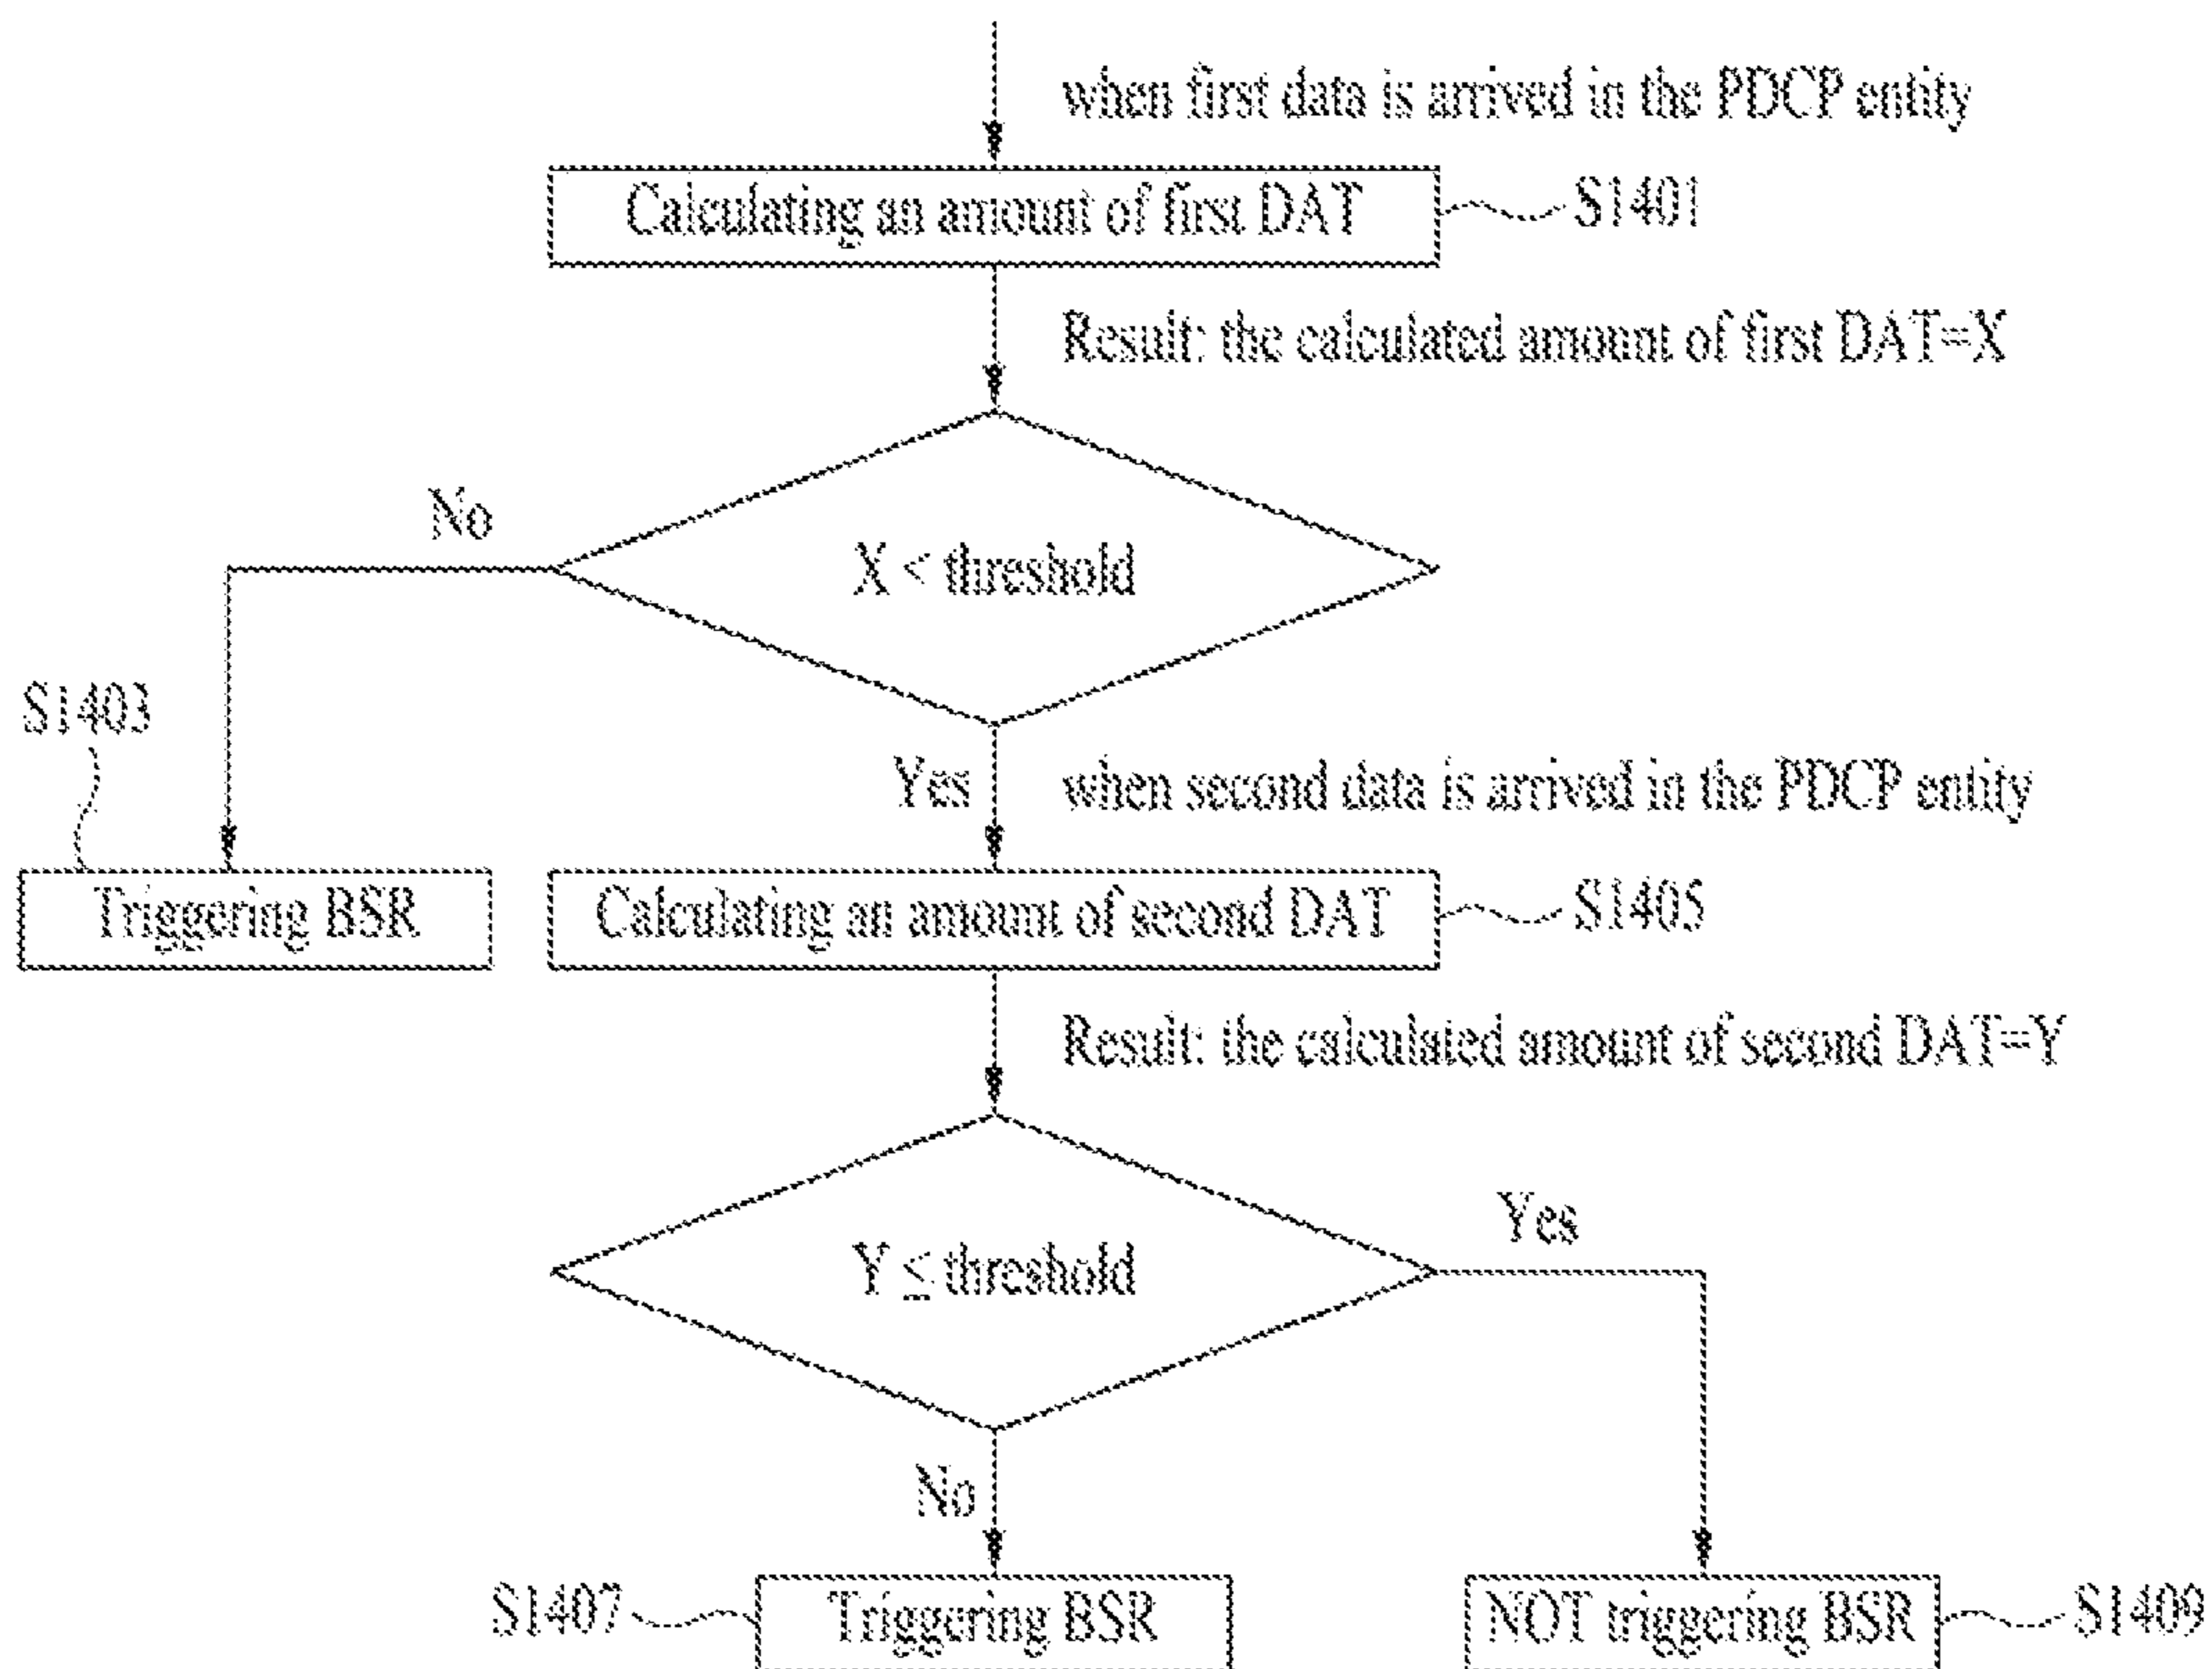 when first data is arrived in the PDCP entity
Calculating an amount of first DAT
S1401
Result: the calculated amount of first DAT=X
No
X < threshold
S1403
Yes
when second data is arrived in the PDCP entity
Triggering BSR
Calculating an amount of second DAT
S1405
Result: the calculated amount of second DAT=Y
Yes
Y ≤ threshold
No
S1407
Triggering BSR
NOT triggering BSR
S1409